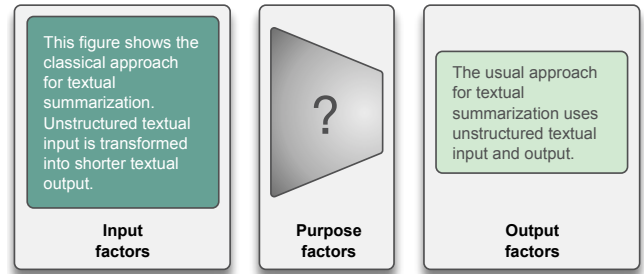 This figure shows the
classical approach
for textual
summarization.
Unstructured textual
input is transformed
into shorter textual
output.
Input
factors
?
Purpose
factors
The usual approach
for textual
summarization uses
unstructured textual
input and output.
Output
factors